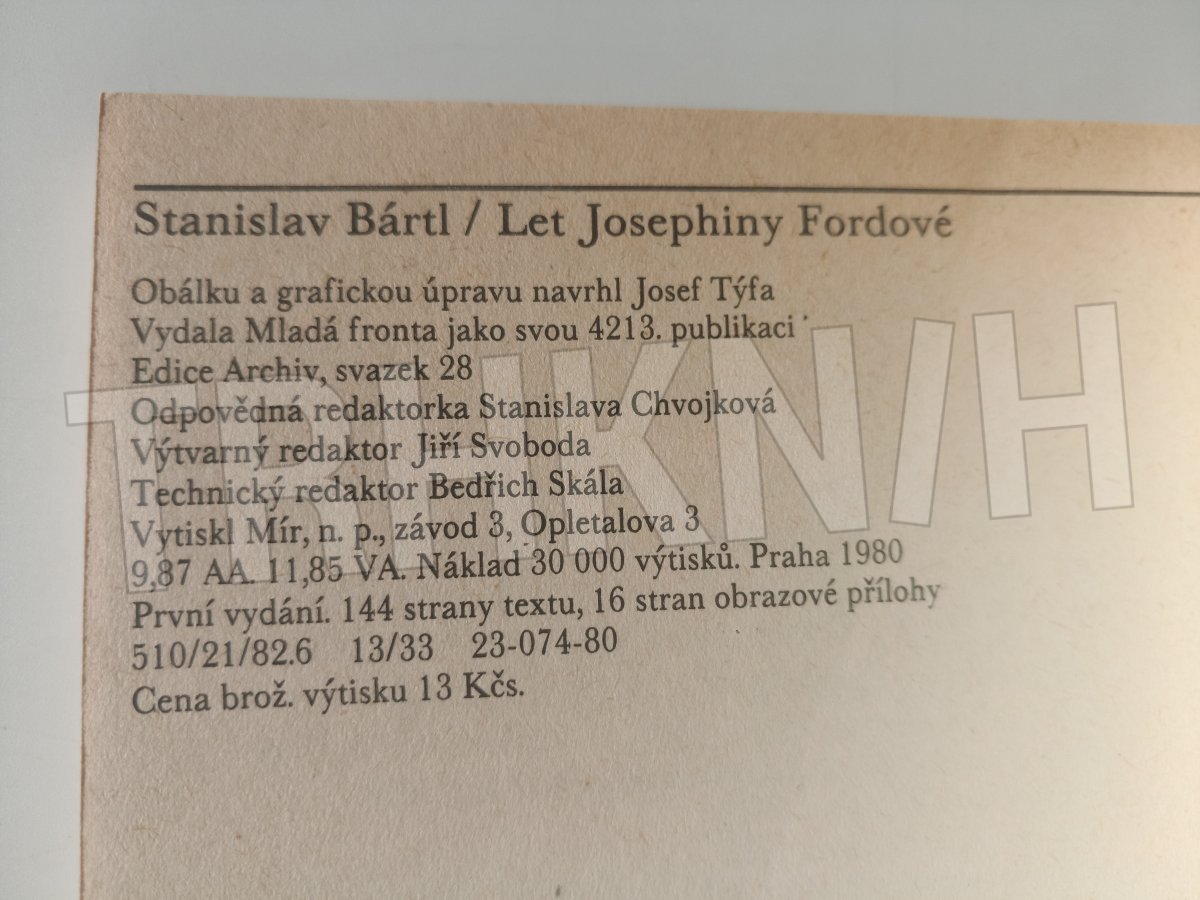 Stanislav Bártl / Let Josephiny Fordové
Obálku a grafickou úpravu navrhl Josef Týfa
Vydala Mladá fronta jako svou 4213. publikaci
Edice Archiv, svazek 28
Odpovědná redaktorka Stanislava Chvojková
Výtvarný redaktor Jiří Svoboda
Technický redaktor Bedřich Skála
Vytiskl Mír, n. p., závod 3, Opletalova 3
9,87 AA. 11,85 VA. Náklad 30 000 výtisků. Praha 1980
První vydání. 144 strany textu, 16 stran obrazové přílohy
510/21/82.6 13/33 23-074-80
Cena brož. výtisku 13 Kčs.